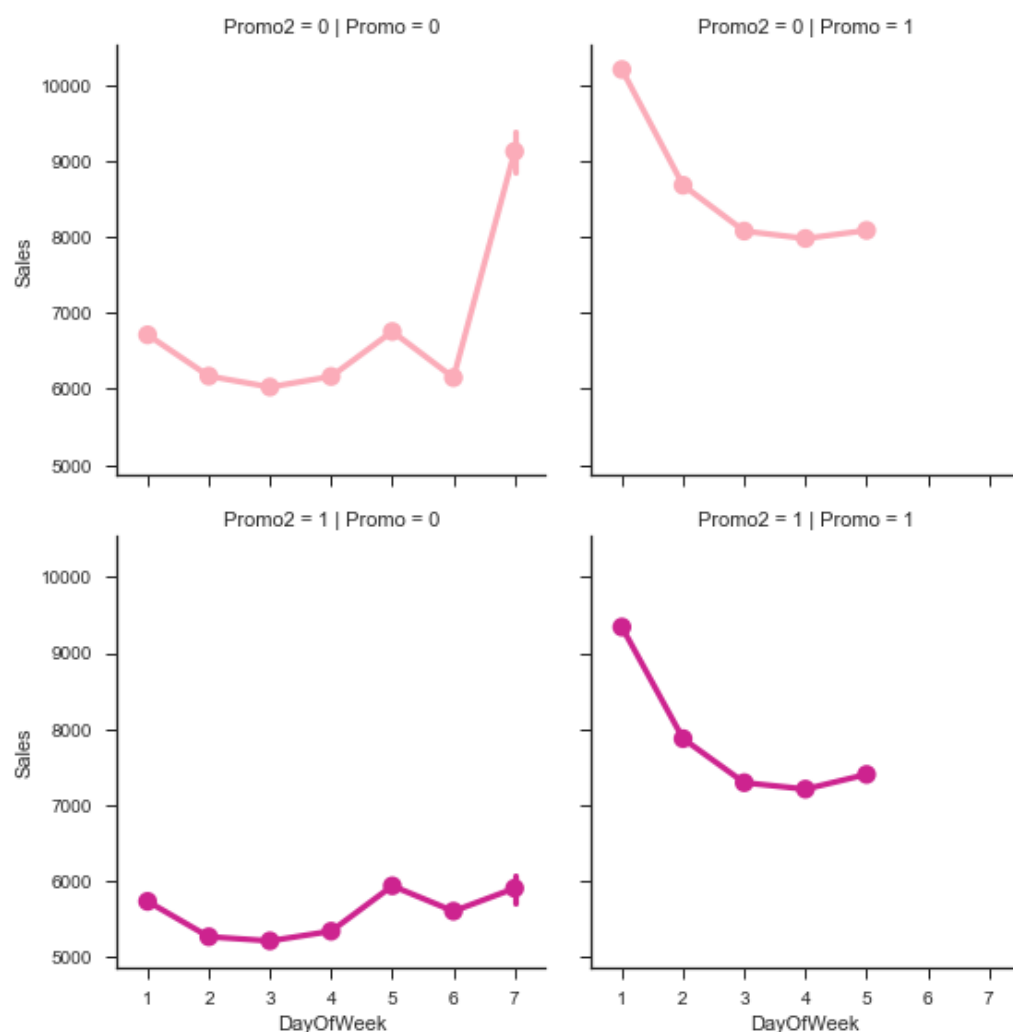 Promo2 = 0 | Promo = 0
Promo2 = 0 | Promo = 1
10000
9000
8000
7000
6000
5000
Sales
Promo2 = 1 | Promo = 0
Promo2 = 1 | Promo = 1
10000
9000
8000
7000
6000
5000
Sales
1 2 3 4 5 6 7
1 2 3 4 5 6 7
DayOfWeek
DayOfWeek